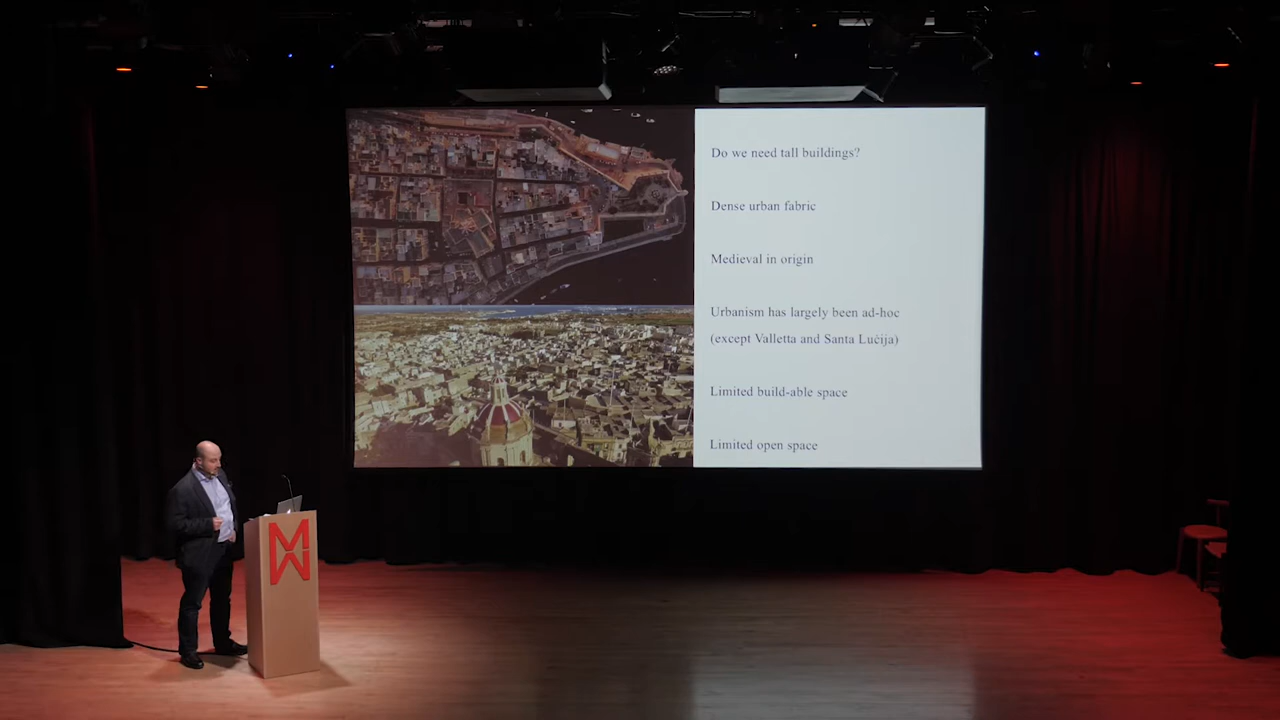 Do we need tall buildings?
Dense urban fabric
Medieval in origin
Urbanism has largely been ad-hoc
(except Valletta and Santa Luċija)
Limited build-able space
Limited open space
M